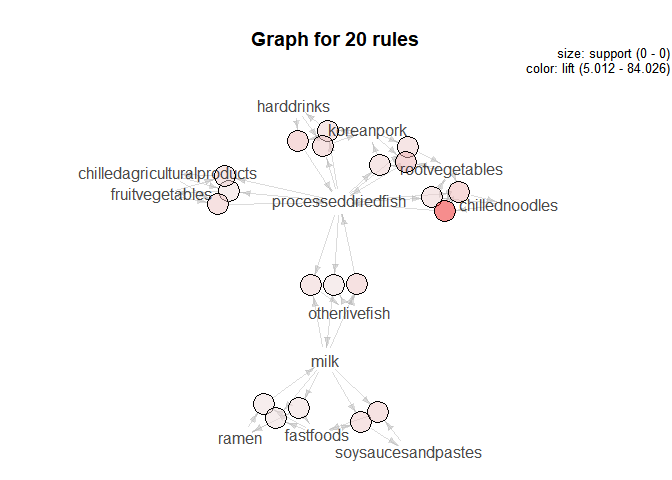 Graph for 20 rules
size: support (0 - 0)
color: lift (5.012 - 84.026)
harddrinks
koreanpork
chilledagriculturalproducts
rootvegetables
fruitvegetables
processeddriedfish
chillednoodles
otherlivefish
milk
ramen
fastfoods
soysaucesandpastes